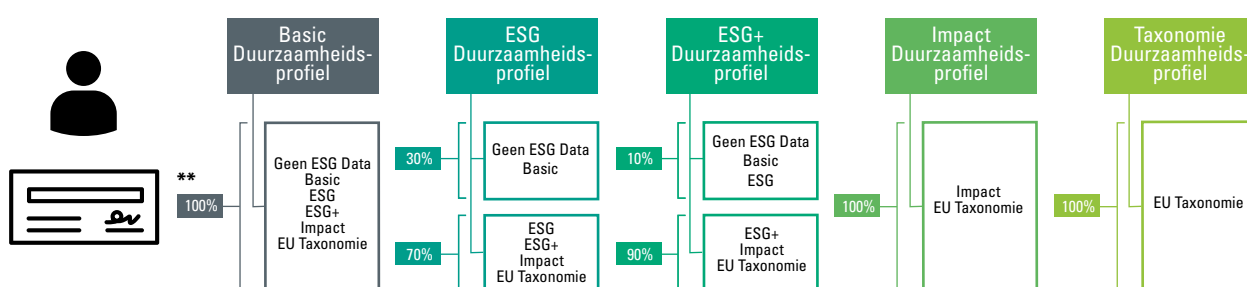 Basic
Duurzaamheids-
profiel
ESG
Duurzaamheids-
profiel
ESG+
Duurzaamheids-
profiel
Impact
Duurzaamheids-
profiel
Taxonomie
Duurzaamheids-
profiel
**
100%
Geen ESG Data
Basic
ESG
ESG+
Impact
EU Taxonomie
30%
Geen ESG Data
Basic
70%
ESG
ESG+
Impact
EU Taxonomie
10%
Geen ESG Data
Basic
ESG
90%
ESG+
Impact
EU Taxonomie
100%
Impact
EU Taxonomie
100%
EU Taxonomie